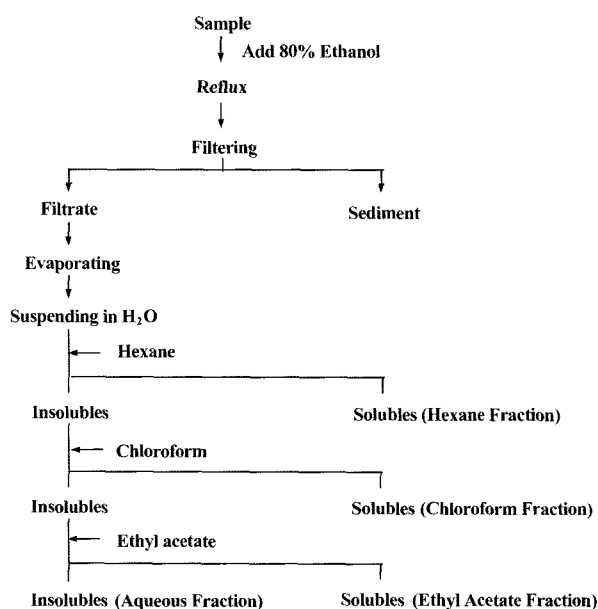 Sample
Add 80% Ethanol
Reflux
Filtering
Filtrate
Sediment
Evaporating
Suspending in H₂O
Hexane
Insolubles
Solubles (Hexane Fraction)
Chloroform
Insolubles
Solubles (Chloroform Fraction)
Ethyl acetate
Insolubles (Aqueous Fraction)
Solubles (Ethyl Acetate Fraction)